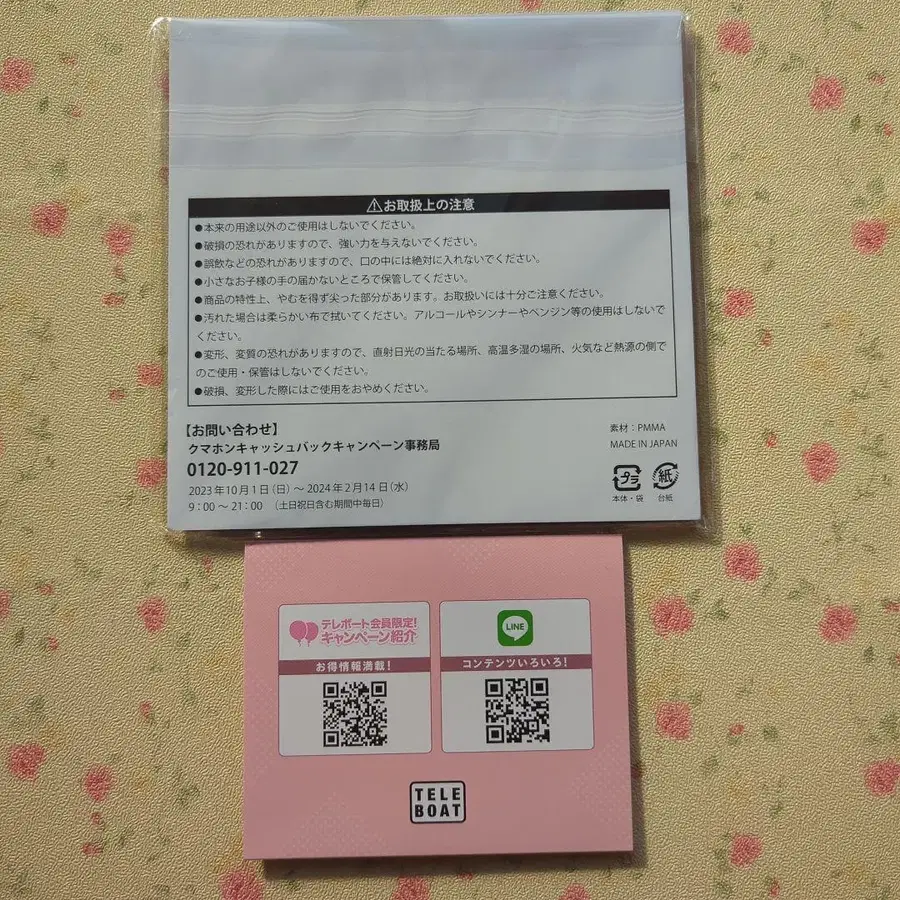 ⚠お取扱上の注意
●本来の用途以外のご使用はしないでください。
●破損の恐れがありますので、強い力を与えないでください。
●誤飲などの恐れがありますので、口の中には絶対に入れないでください。
●小さなお子様の手の届かないところで保管してください。
●商品の特性上、やむを得ず尖った部分があります。お取扱いには十分ご注意ください。
●汚れた場合は柔らかい布で拭いてください。アルコールやシンナーやベンジン等の使用はしないで
ください。
●変形、変質の恐れがありますので、直射日光の当たる場所、高温多湿の場所、火気など熱源の側で
のご使用・保管はしないでください。
●破損、変形した際にはご使用をおやめください。
【お問い合わせ】
クマホンキャッシュバックキャンペーン事務局
0120-911-027
2023年10月1日(日)～2024年2月14日(水)
9：00～21：00 (土日祝日含む期間中毎日)
素材：PMMA
MADE IN JAPAN
プラ
紙
本体・袋
台紙
テレボート会員限定!
キャンペーン紹介
お得情報満載!
LINE
コンテンツいろいろ!
TELE
BOAT